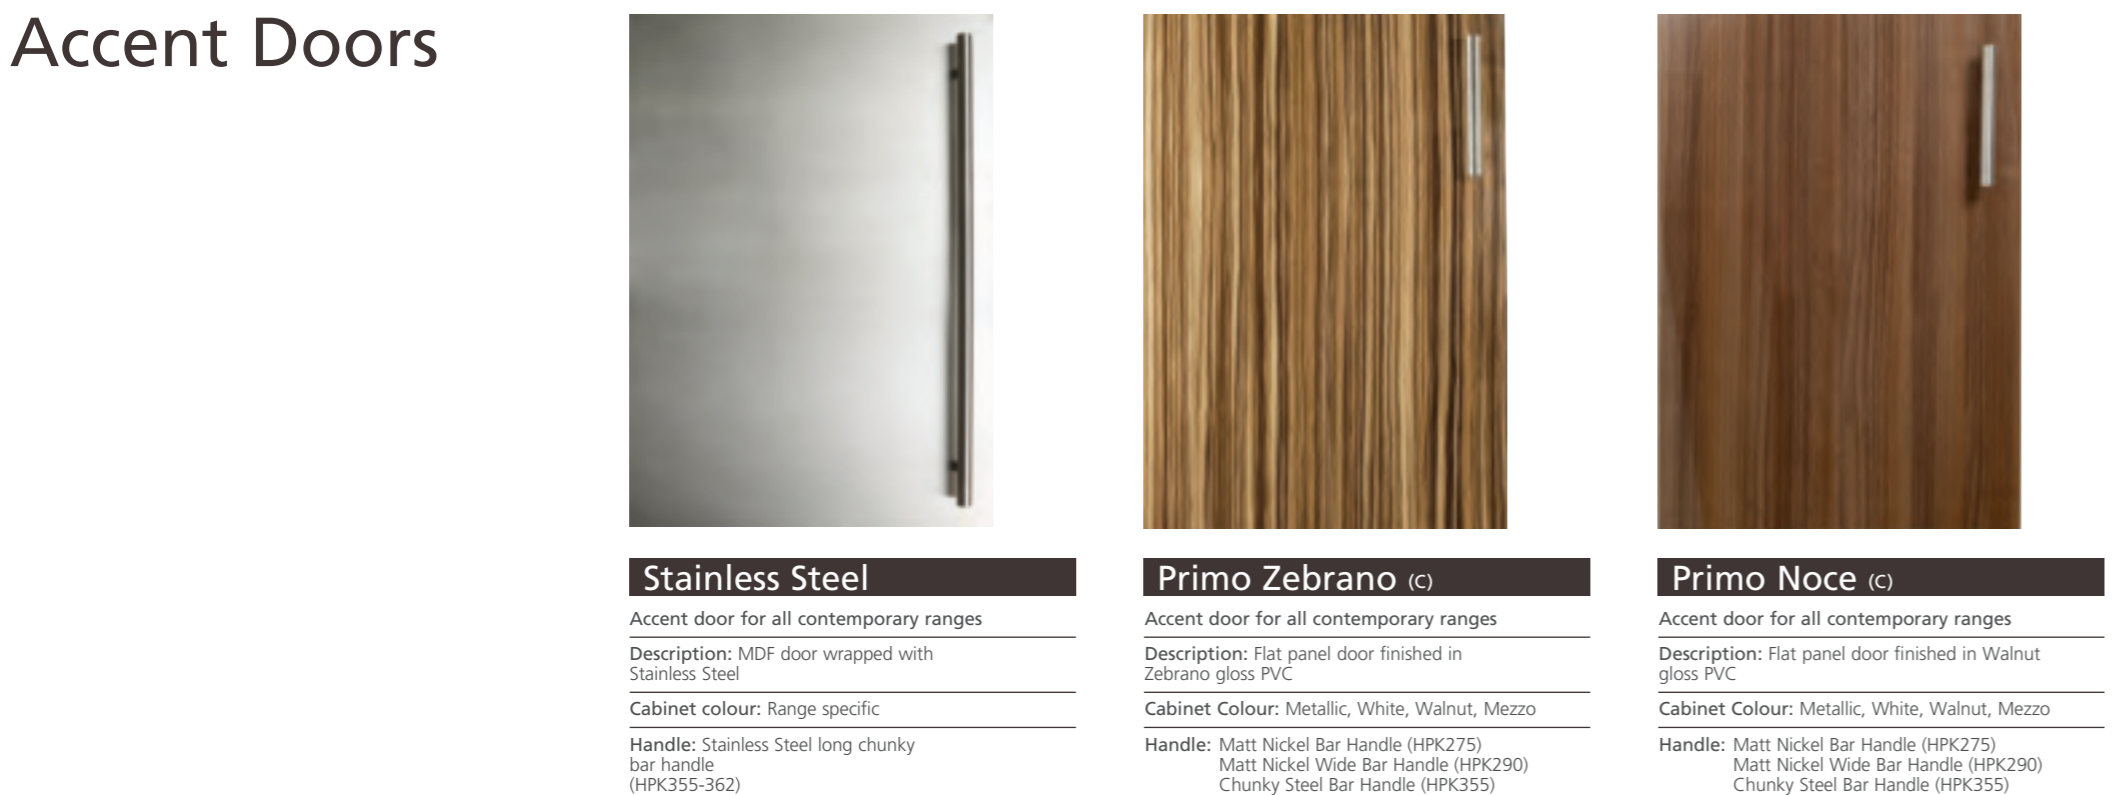 Accent Doors
Stainless Steel
Accent door for all contemporary ranges
Description: MDF door wrapped with
Stainless Steel
Cabinet colour: Range specific
Handle: Stainless Steel long chunky
bar handle
(HPK355-362)
Primo Zebrano (C)
Accent door for all contemporary ranges
Description: Flat panel door finished in
Zebrano gloss PVC
Cabinet Colour: Metallic, White, Walnut, Mezzo
Handle: Matt Nickel Bar Handle (HPK275)
Matt Nickel Wide Bar Handle (HPK290)
Chunky Steel Bar Handle (HPK355)
Primo Noce (C)
Accent door for all contemporary ranges
Description: Flat panel door finished in Walnut
gloss PVC
Cabinet Colour: Metallic, White, Walnut, Mezzo
Handle: Matt Nickel Bar Handle (HPK275)
Matt Nickel Wide Bar Handle (HPK290)
Chunky Steel Bar Handle (HPK355)